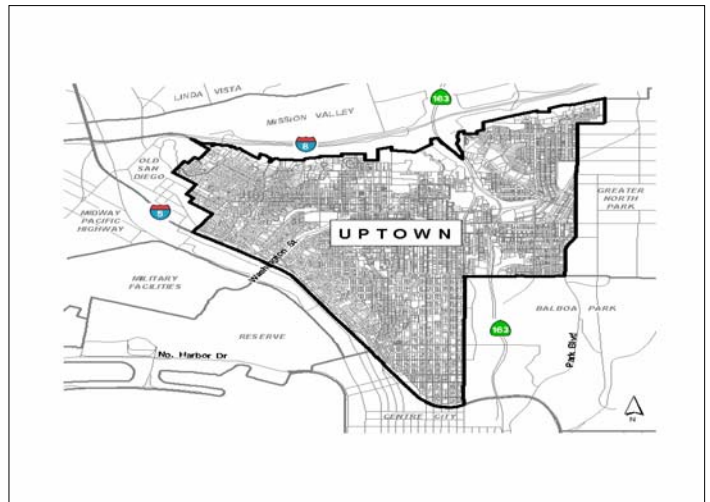 LINDA VISTA
163
MISSION VALLEY
8
OLD
SAN
DIEGO
GREATER
NORTH
PARK
MIDWAY
PACIFIC
HIGHWAY
5
UPTOWN
Washington St.
MILITARY
FACILITIES
BALBOA PARK
163
RESERVE
Park Blvd
No. Harbor Dr
CENTRE CITY
N